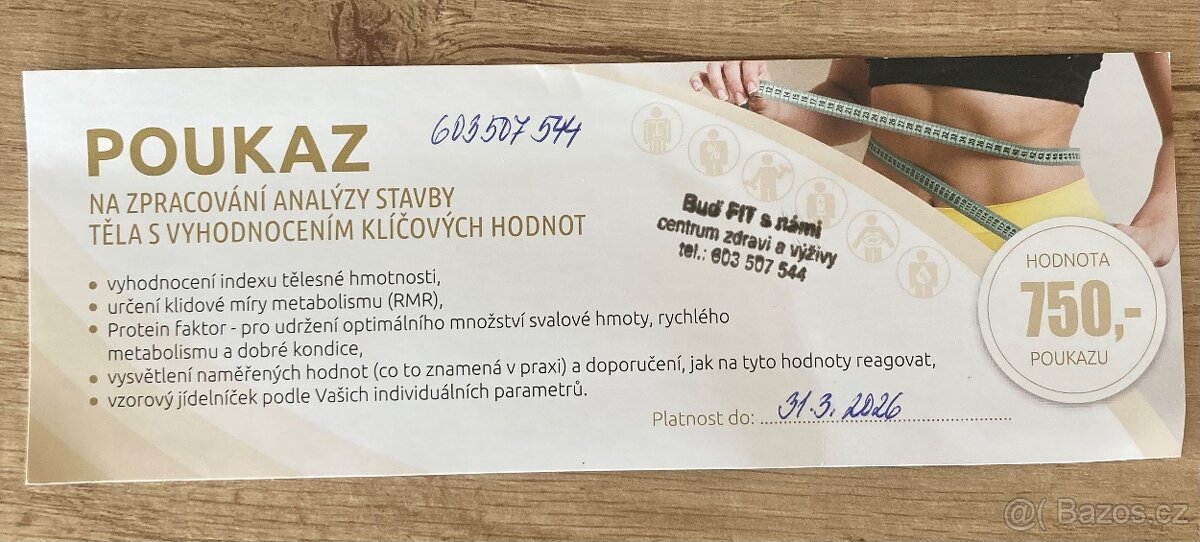 POUKAZ
603 507 544
NA ZPRACOVÁNÍ ANALÝZY STAVBY
TĚLA S VYHODNOCENÍM KLÍČOVÝCH HODNOT
Buď FIT s námi
centrum zdravi a výživy
tel.: 603 507 544
• vyhodnocení indexu tělesné hmotnosti,
• určení klidové míry metabolismu (RMR),
• Protein faktor - pro udržení optimálního množství svalové hmoty, rychlého
metabolismu a dobré kondice,
• vysvětlení naměřených hodnot (co to znamená v praxi) a doporučení, jak na tyto hodnoty reagovat,
• vzorový jídelníček podle Vašich individuálních parametrů.
HODNOTA
750,-
POUKAZU
Platnost do: 31.3. 2026
@( Bazos.cz